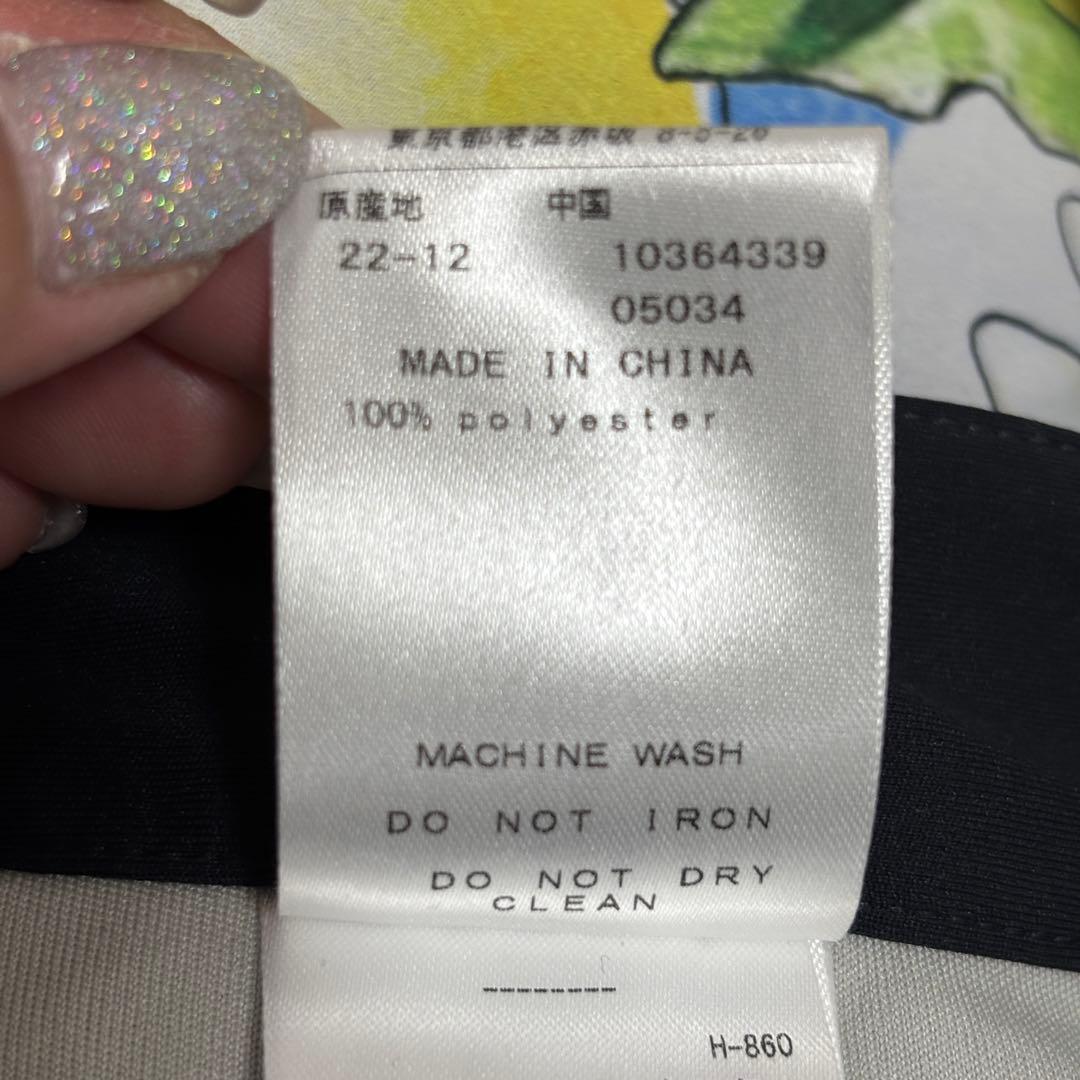 東京都港区赤坂 8-5-26
原産地 中国
22-12 10364339
05034
MADE IN CHINA
100% polyester
MACHINE WASH
DO NOT IRON
DO NOT DRY
CLEAN
--------
H-860